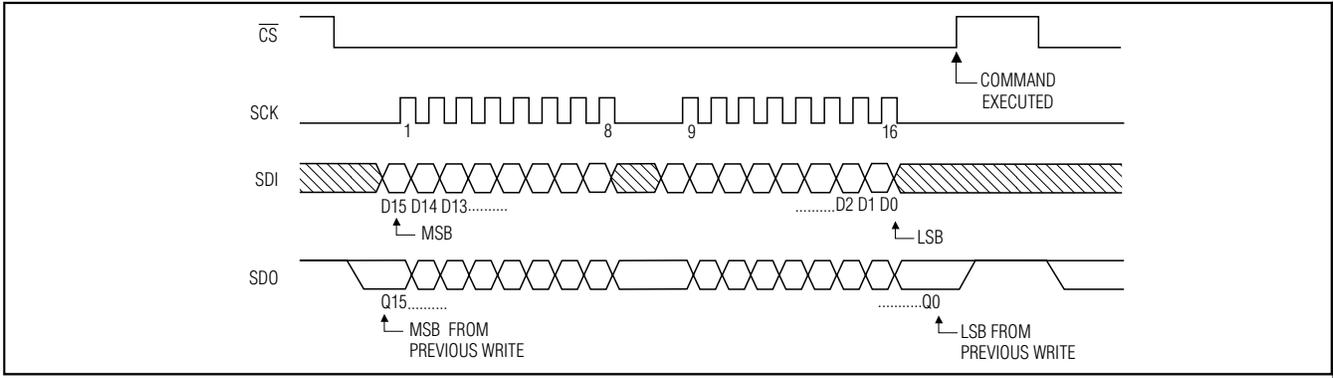 CS
COMMAND
EXECUTED
SCK
1 8 9 16
SDI
D15 D14 D13..........
..........D2 D1 D0
MSB
LSB
SDO
Q15..........
...........Q0
MSB FROM
PREVIOUS WRITE
LSB FROM
PREVIOUS WRITE